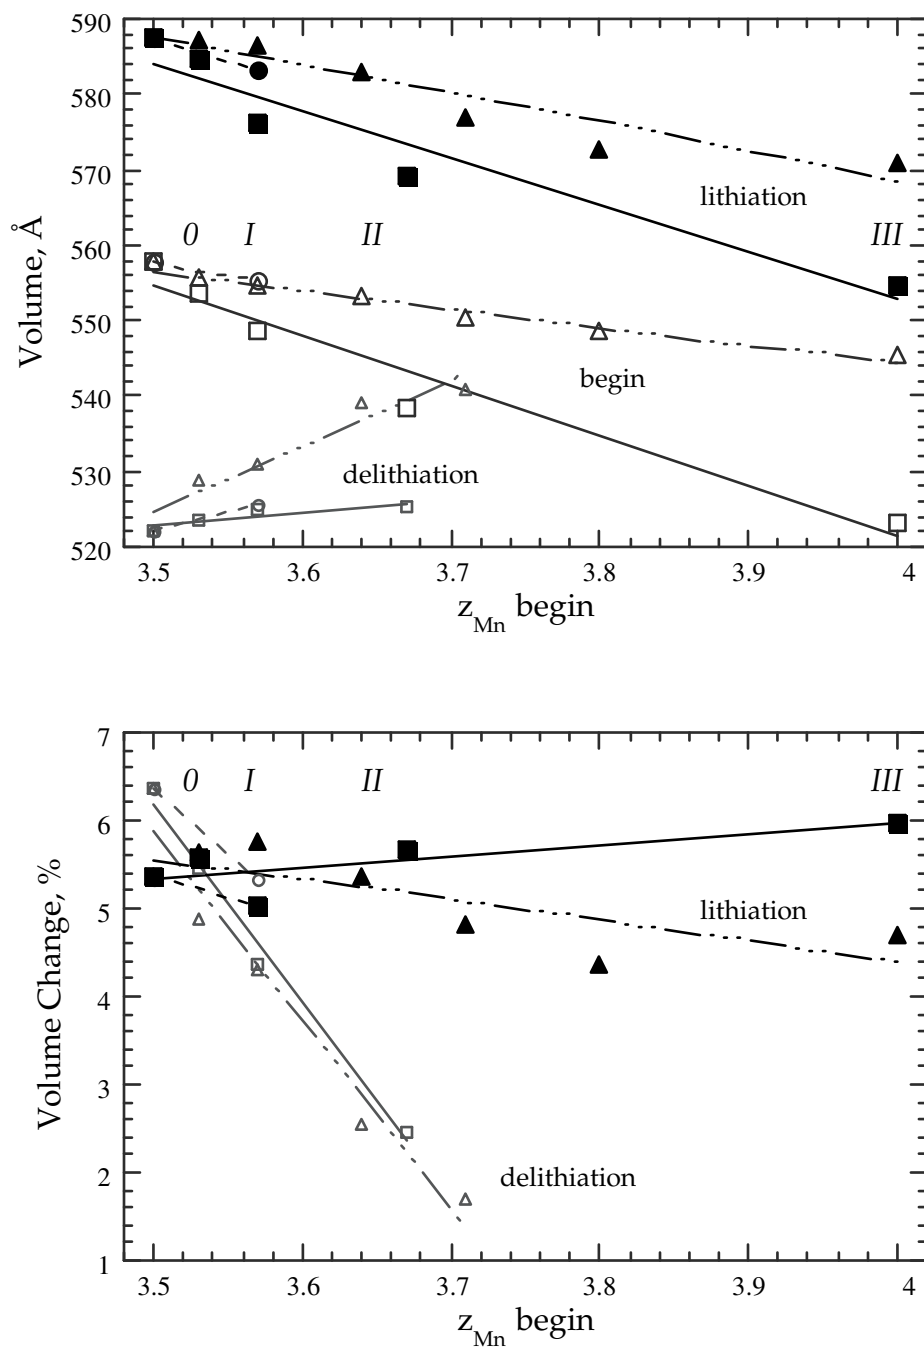 590
580
570
560
550
540
530
520
Volume, Å
0 I II III
lithiation
begin
delithiation
3.5 3.6 3.7 3.8 3.9 4
z_Mn begin
7
6
5
4
3
2
1
Volume Change, %
0 I II III
lithiation
delithiation
3.5 3.6 3.7 3.8 3.9 4
z_Mn begin